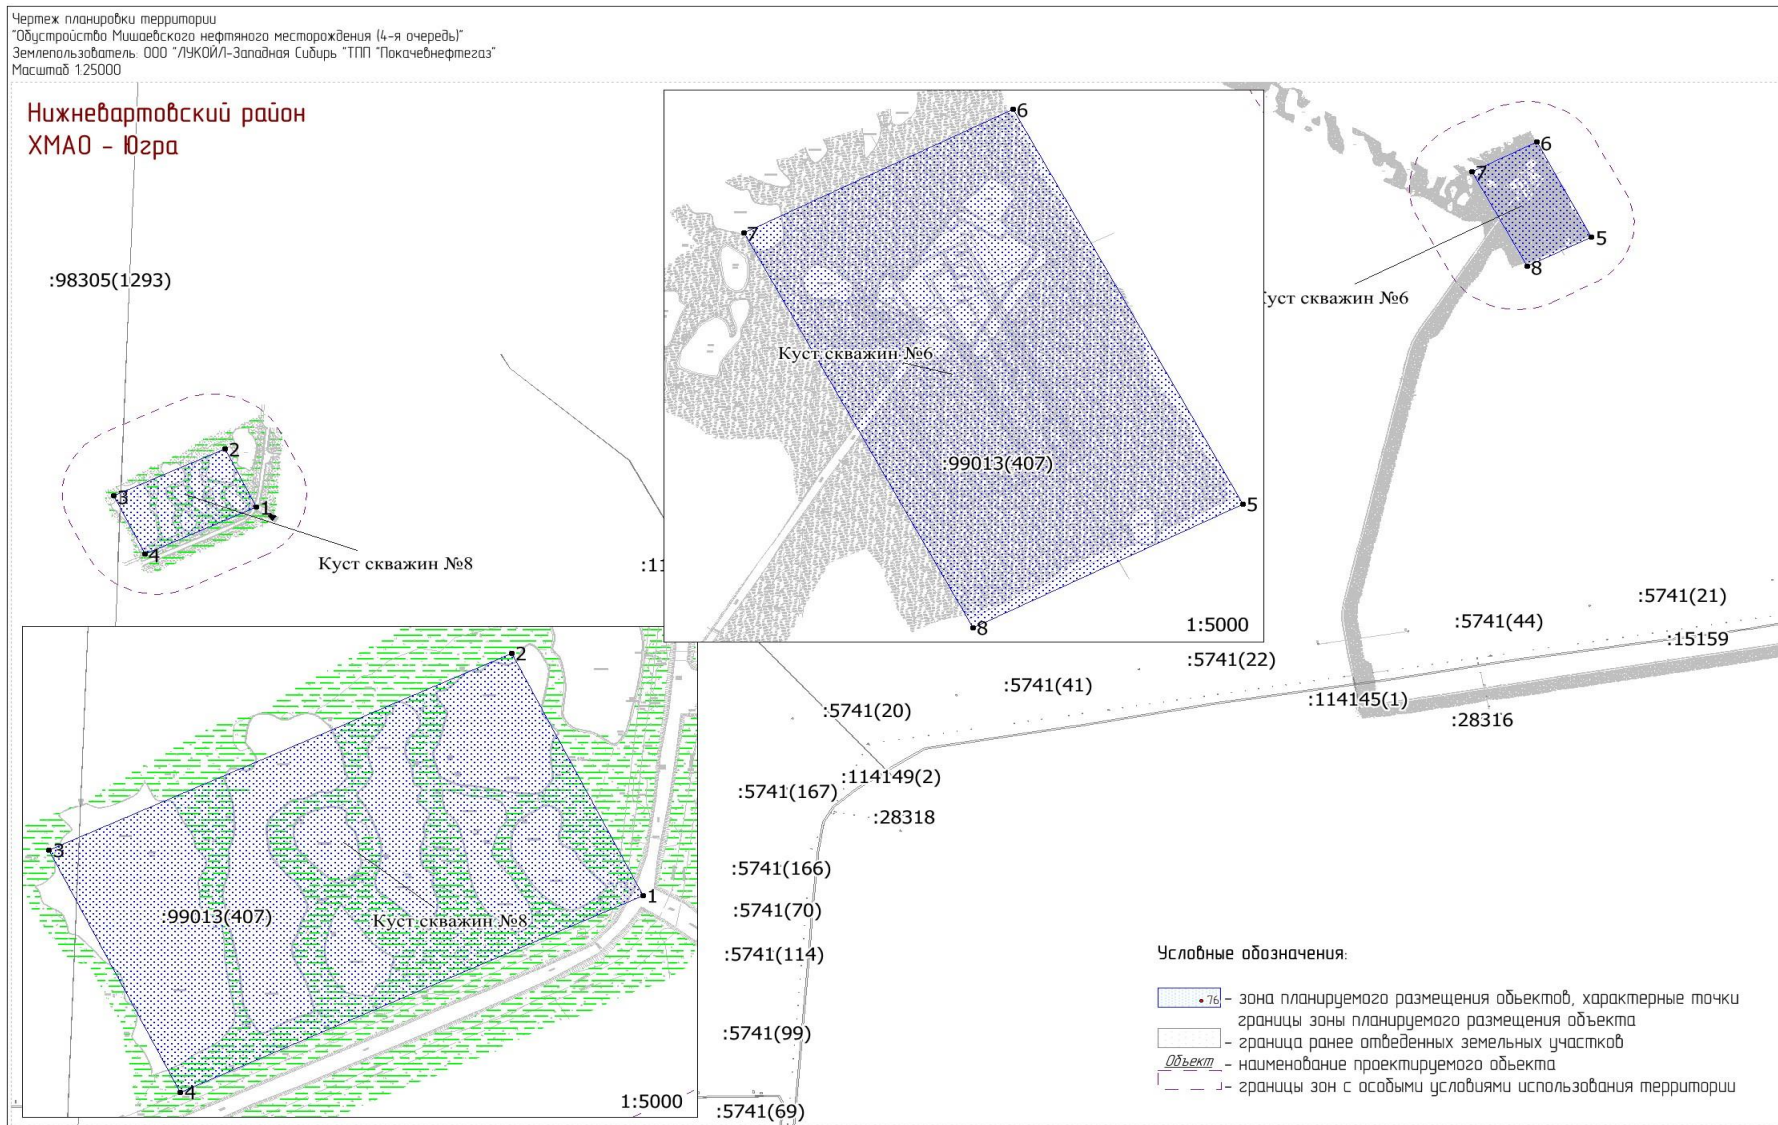 Чертеж планировки территории
"Обустройство Мишаевского нефтяного месторождения (4-я очередь)"
Землепользователь: ООО "ЛУКОЙЛ-Западная Сибирь "ТПП "Покачевнефтегаз"
Масштаб 1:25000
Нижневартовский район
ХМАО - Югра
:98305(1293)
2
3
1
4
Куст скважин №8
:11
6
7
Куст скважин №6
:99013(407)
5
8
1:5000
6
7
5
8
уст скважин №6
2
3
:99013(407)
Куст скважин №8
1
4
1:5000
:5741(21)
:5741(44)
:15159
:5741(22)
:5741(41)
:114145(1)
:28316
:5741(20)
:114149(2)
:5741(167)
:28318
:5741(166)
:5741(70)
:5741(114)
:5741(99)
:5741(69)
Условные обозначения:
76 - зона планируемого размещения объектов, характерные точки
границы зоны планируемого размещения объекта
- граница ранее отведенных земельных участков
Объект - наименование проектируемого объекта
- границы зон с особыми условиями использования территории